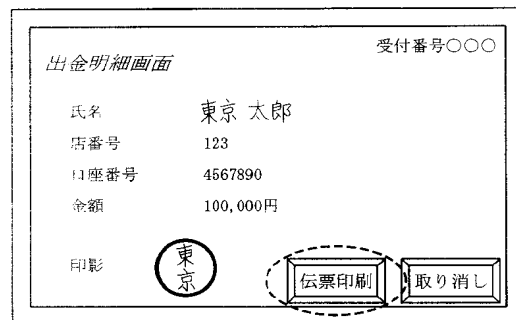 受付番号○○○
出金明細画面
氏名 東京 太郎
店番号 123
口座番号 4567890
金額 100,000円
印影 東京 伝票印刷 取り消し